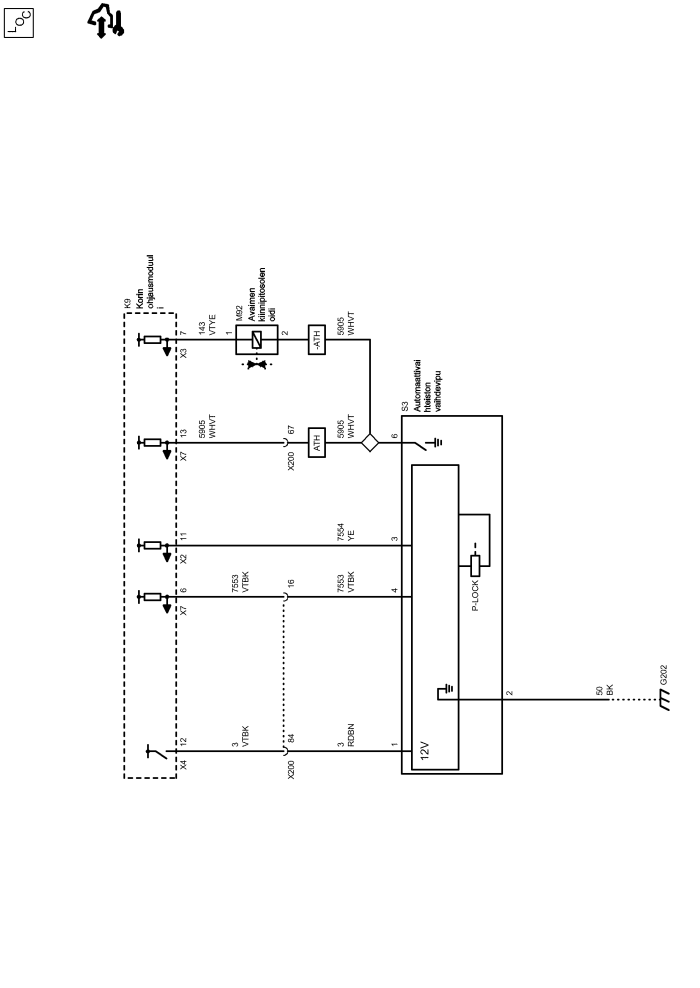 LOC
K9
Korin
ohjausmoduul
i
7
X3
143
VTYE
1
M92
Avaimen
kiinnipitosolen
oidi
2
-ATH
5905
WHVT
13
X7
5905
WHVT
67
X200
ATH
5905
WHVT
6
S3
Automaattivai
hteiston
vaihdevipu
11
X2
7554
YE
3
6
X7
7553
VTBK
16
7553
VTBK
4
P-LOCK
12
X4
3
VTBK
84
X200
3
RDBN
1
12V
2
50
BK
G202